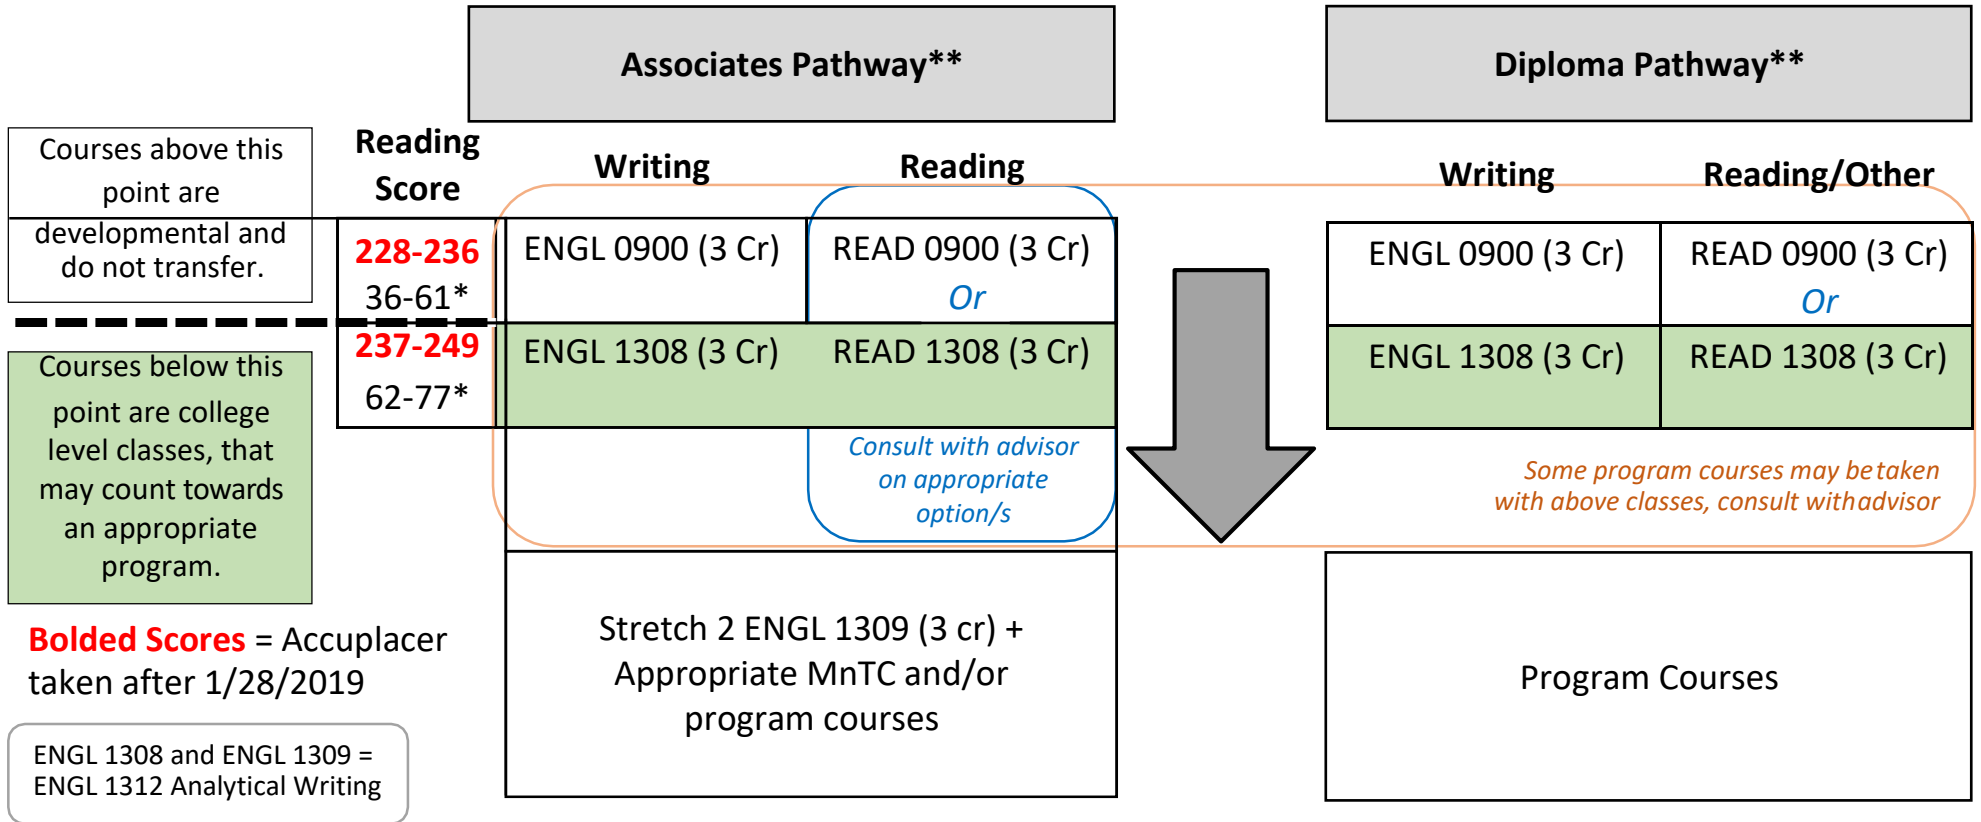 Associates Pathway**
Diploma Pathway**
Courses above this
point are
developmental and
do not transfer.
Reading
Score
Writing
Reading
Writing
Reading/Other
228-236
36-61*
ENGL 0900 (3 Cr)
READ 0900 (3 Cr)
Or
ENGL 0900 (3 Cr)
READ 0900 (3 Cr)
Or
237-249
62-77*
ENGL 1308 (3 Cr)
READ 1308 (3 Cr)
ENGL 1308 (3 Cr)
READ 1308 (3 Cr)
Courses below this
point are college
level classes, that
may count towards
an appropriate
program.
Consult with advisor
on appropriate
option/s
Some program courses may be taken
with above classes, consult with advisor
Bolded Scores = Accuplacer
taken after 1/28/2019
Stretch 2 ENGL 1309 (3 cr) +
Appropriate MnTC and/or
program courses
Program Courses
ENGL 1308 and ENGL 1309 =
ENGL 1312 Analytical Writing